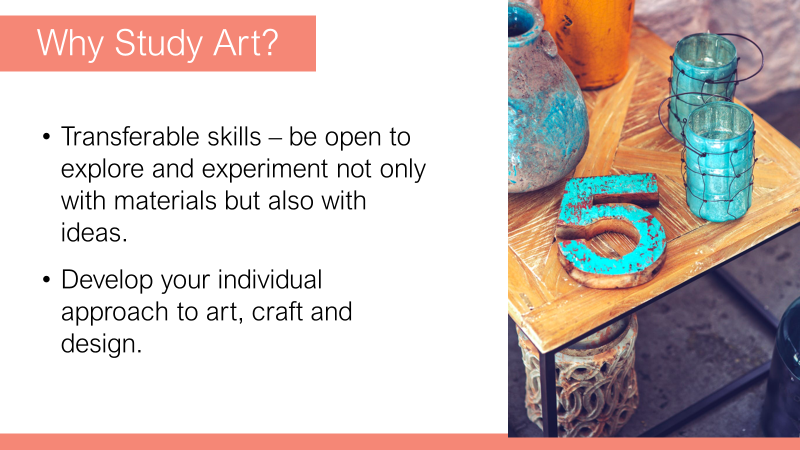 Why Study Art?
• Transferable skills – be open to
explore and experiment not only
with materials but also with
ideas.
• Develop your individual
approach to art, craft and
design.
5